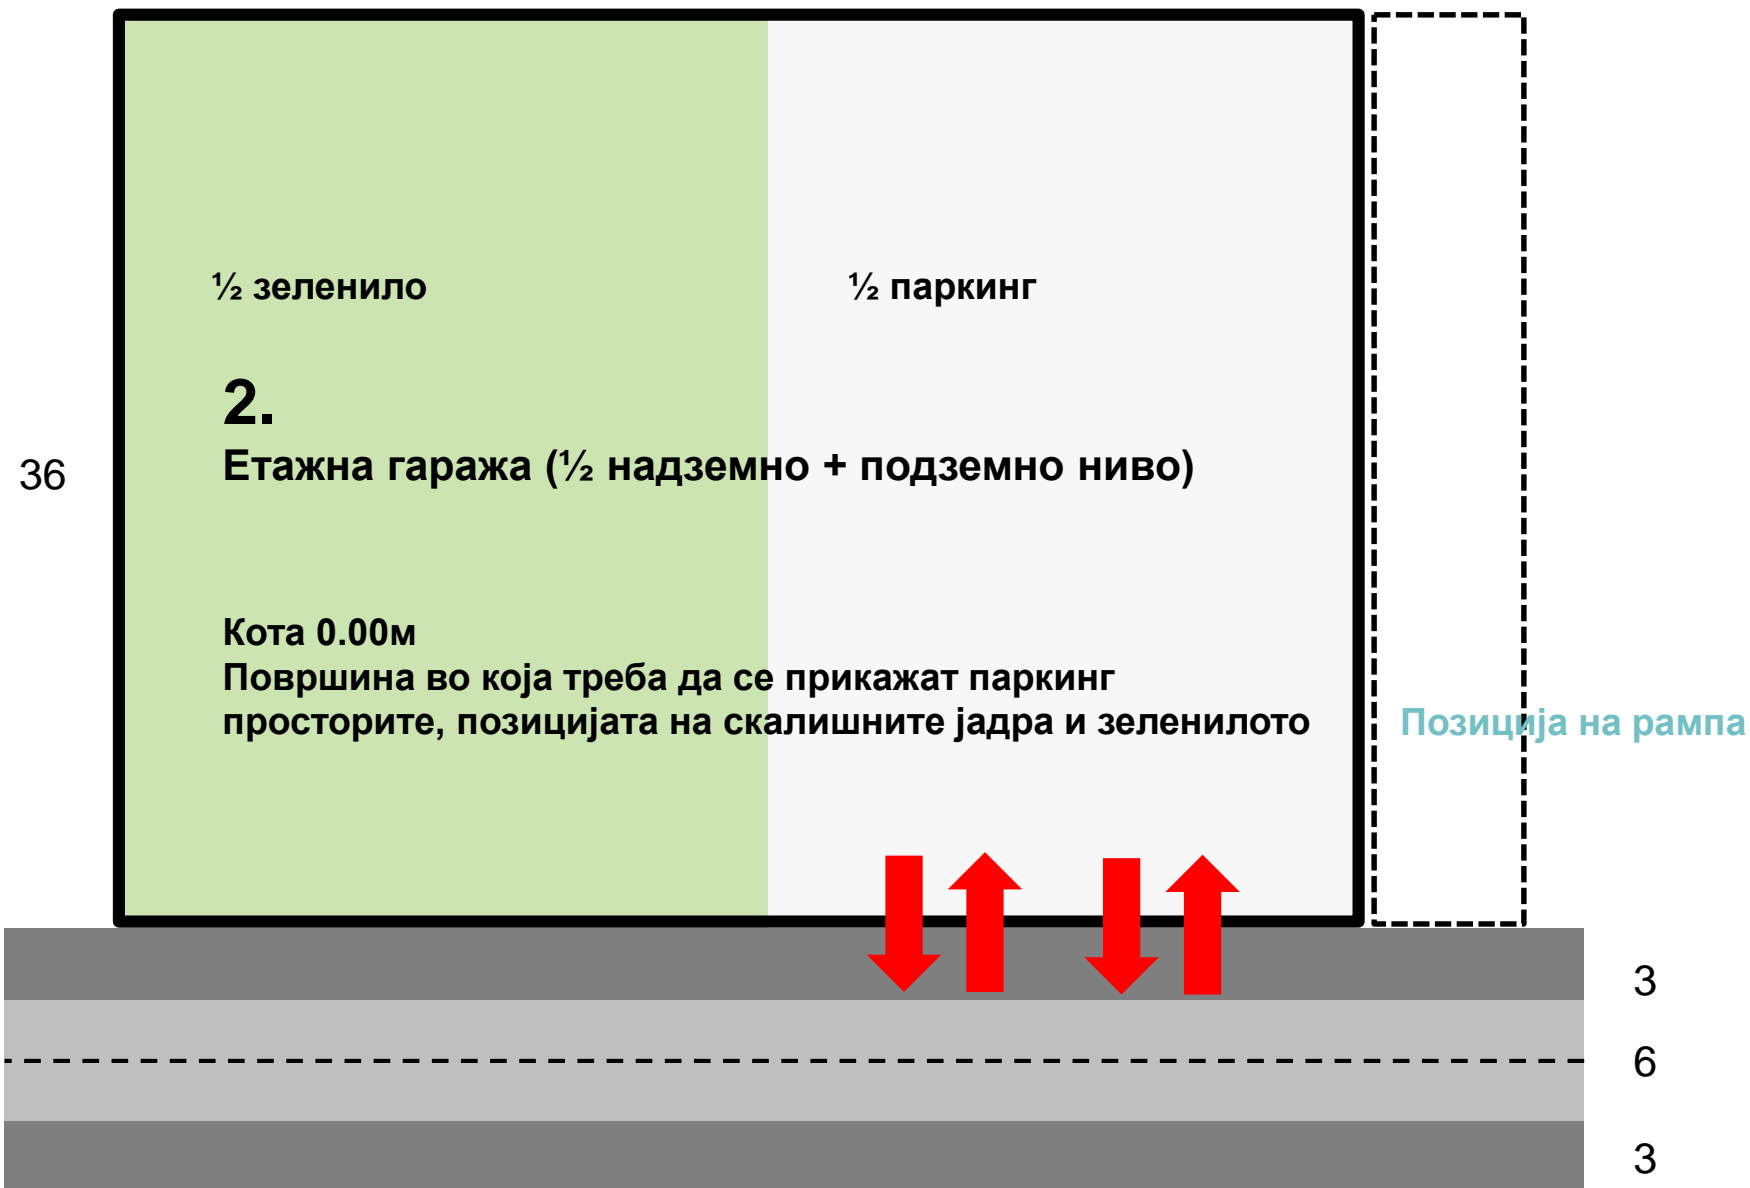 ½ зеленило
½ паркинг
2.
Етажна гаража (½ надземно + подземно ниво)
36
Кота 0.00м
Површина во која треба да се прикажат паркинг
просторите, позицијата на скалишните јадра и зеленилото
Позиција на рампа
3
6
3